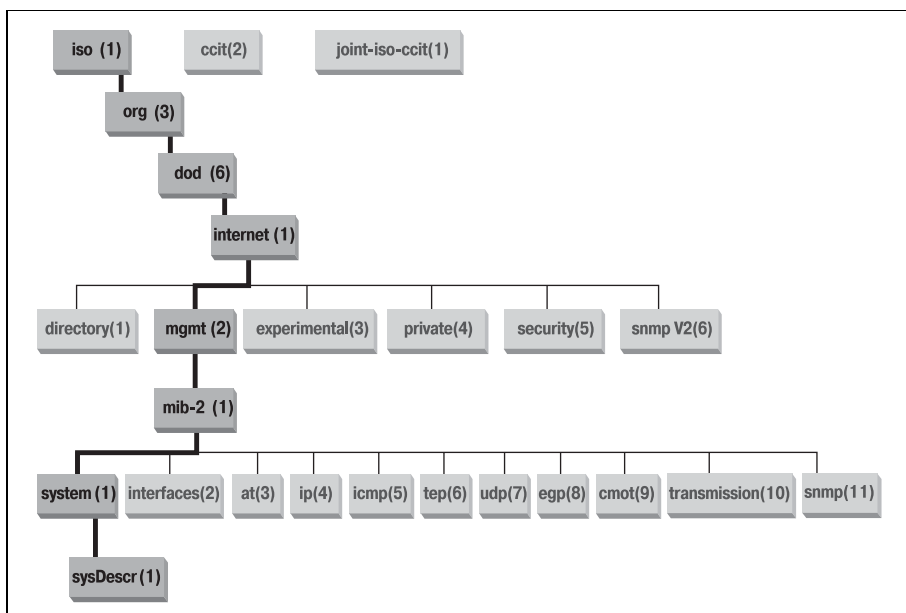 iso (1)
ccit(2)
joint-iso-ccit(1)
org (3)
dod (6)
internet (1)
directory(1)
mgmt (2)
experimental(3)
private(4)
security(5)
snmp V2(6)
mib-2 (1)
system (1)
interfaces(2)
at(3)
ip(4)
icmp(5)
tep(6)
udp(7)
egp(8)
cmot(9)
transmission(10)
snmp(11)
sysDescr (1)